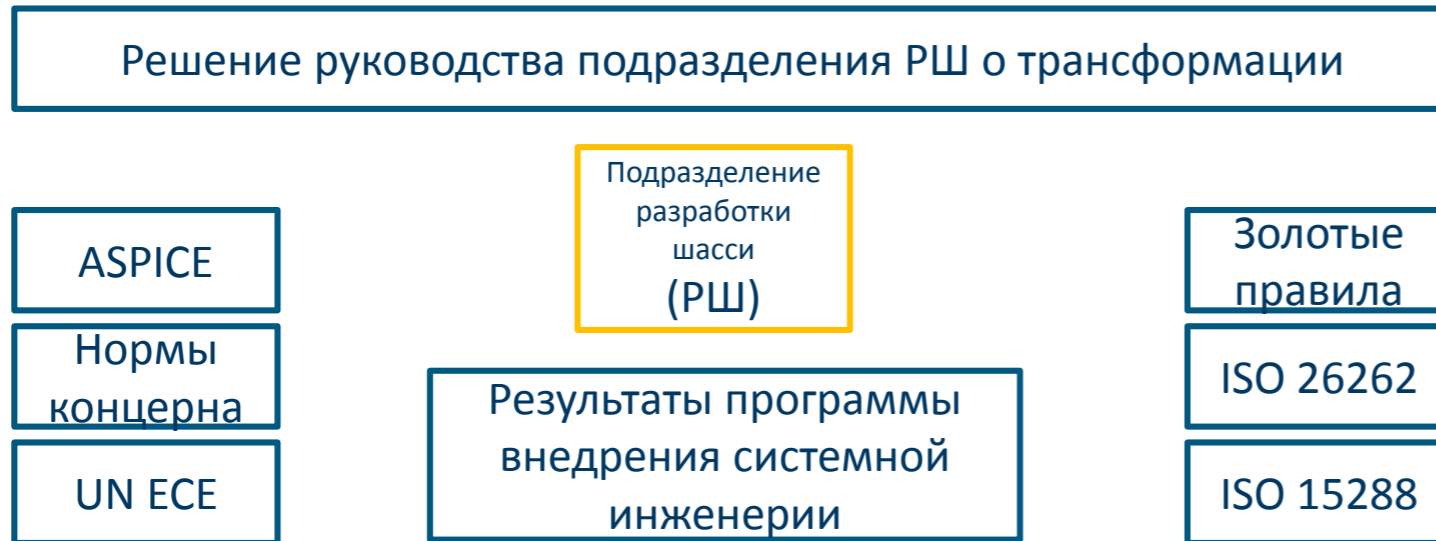 Решение руководства подразделения РШ о трансформации
Подразделение
разработки
шасси
(РШ)
ASPICE
Нормы
концерна
UN ECE
Результаты программы
внедрения системной
инженерии
Золотые
правила
ISO 26262
ISO 15288